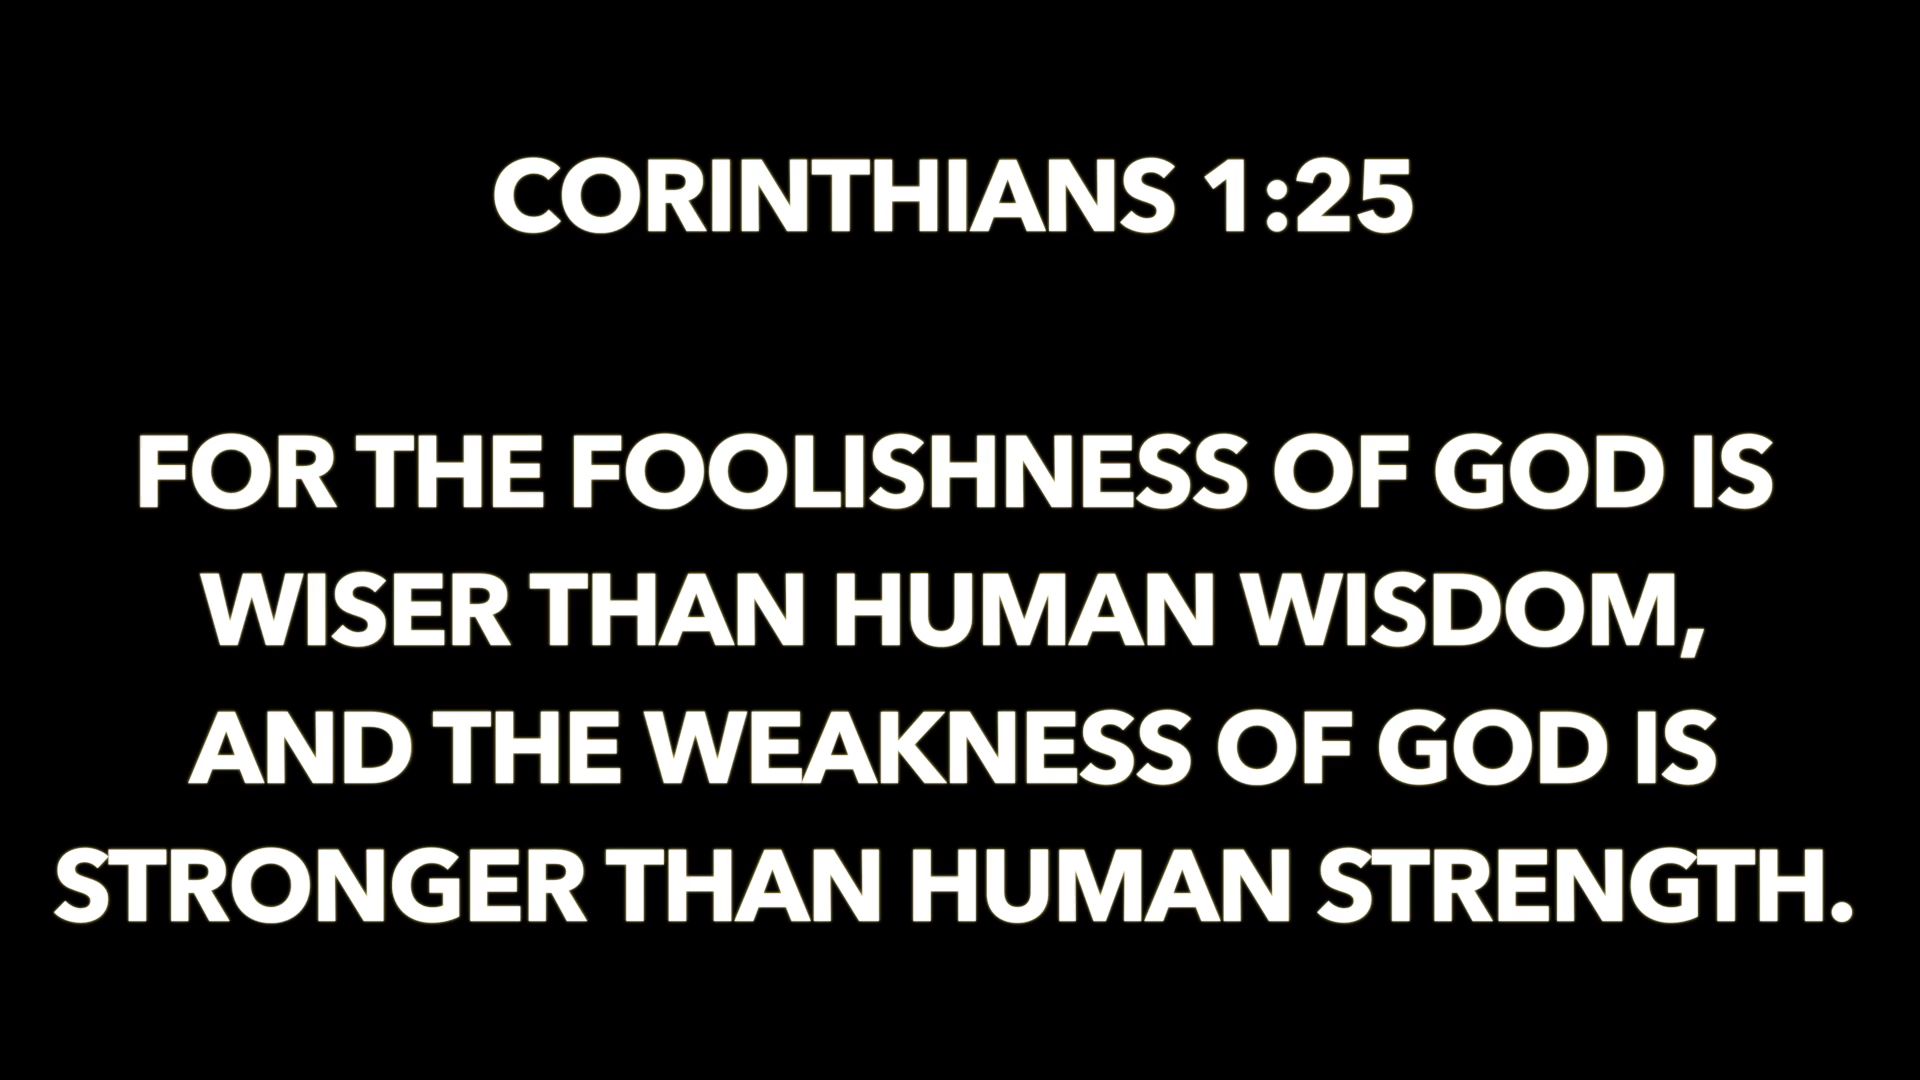 CORINTHIANS 1:25
FOR THE FOOLISHNESS OF GOD IS
WISER THAN HUMAN WISDOM,
AND THE WEAKNESS OF GOD IS
STRONGER THAN HUMAN STRENGTH.